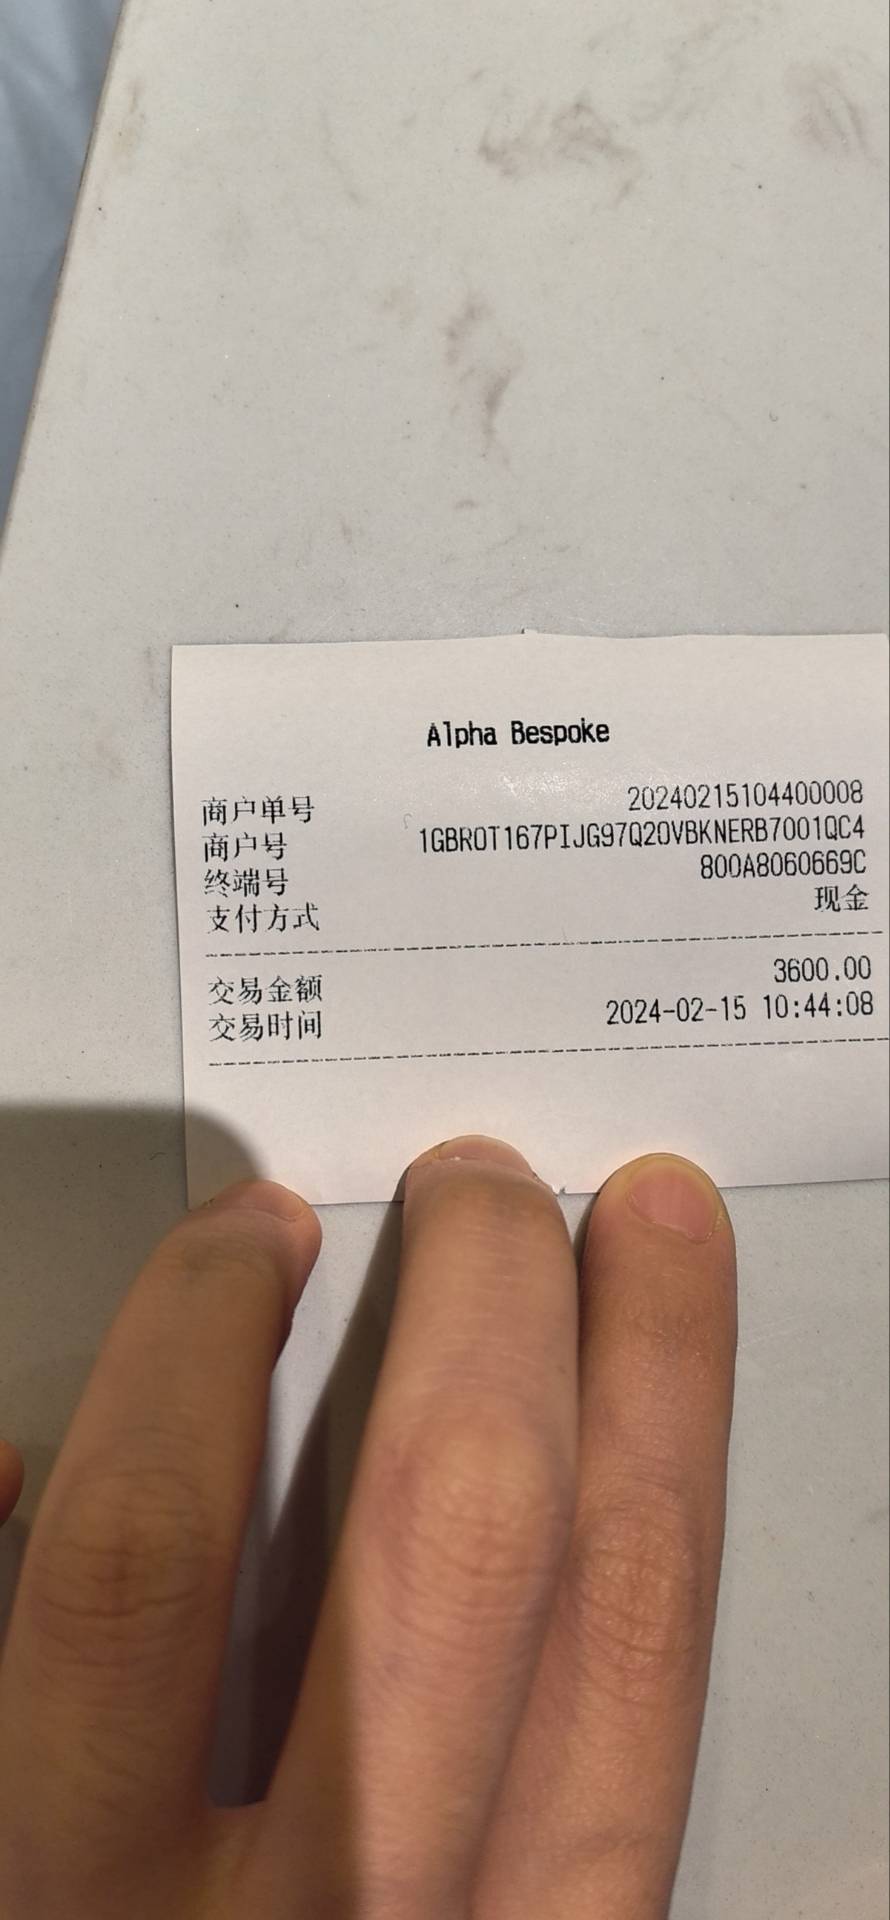 Alpha Bespoke
商户单号 20240215104400008
商户号 1GBROT167PIJG97Q20VBKNERB7001QC4
终端号 800A8060669C
支付方式 现金
交易金额 3600.00
交易时间 2024-02-15 10:44:08